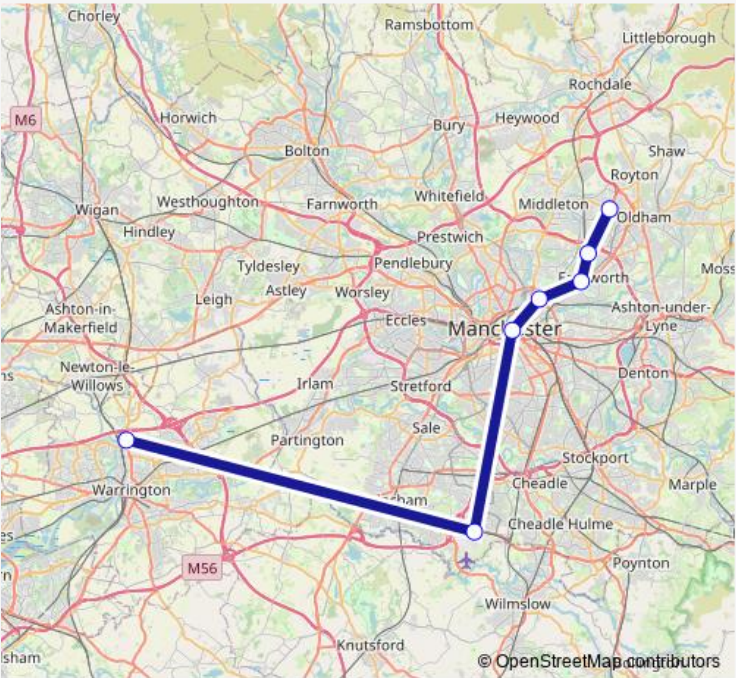 Chorley
Ramsbottom
Littleborough
Rochdale
M6
Horwich
Bury
Heywood
Bolton
Shaw
Royton
Wigan
Westhoughton
Farnworth
Whitefield
Middleton
Oldham
Hindley
Prestwich
Tyldesley
Pendlebury
Moss
Leigh
Astley
Worsley
Ashton-in-
Makerfield
Eccles
Ashton-under-
Lyne
Newton-le-
Willows
Irlam
Stretford
Denton
Sale
Partington
Stockport
Warrington
Cheadle
Marple
Cheadle Hulme
M56
Poynton
Wilmslow
Knutsford
sham
© OpenStreetMap contributors